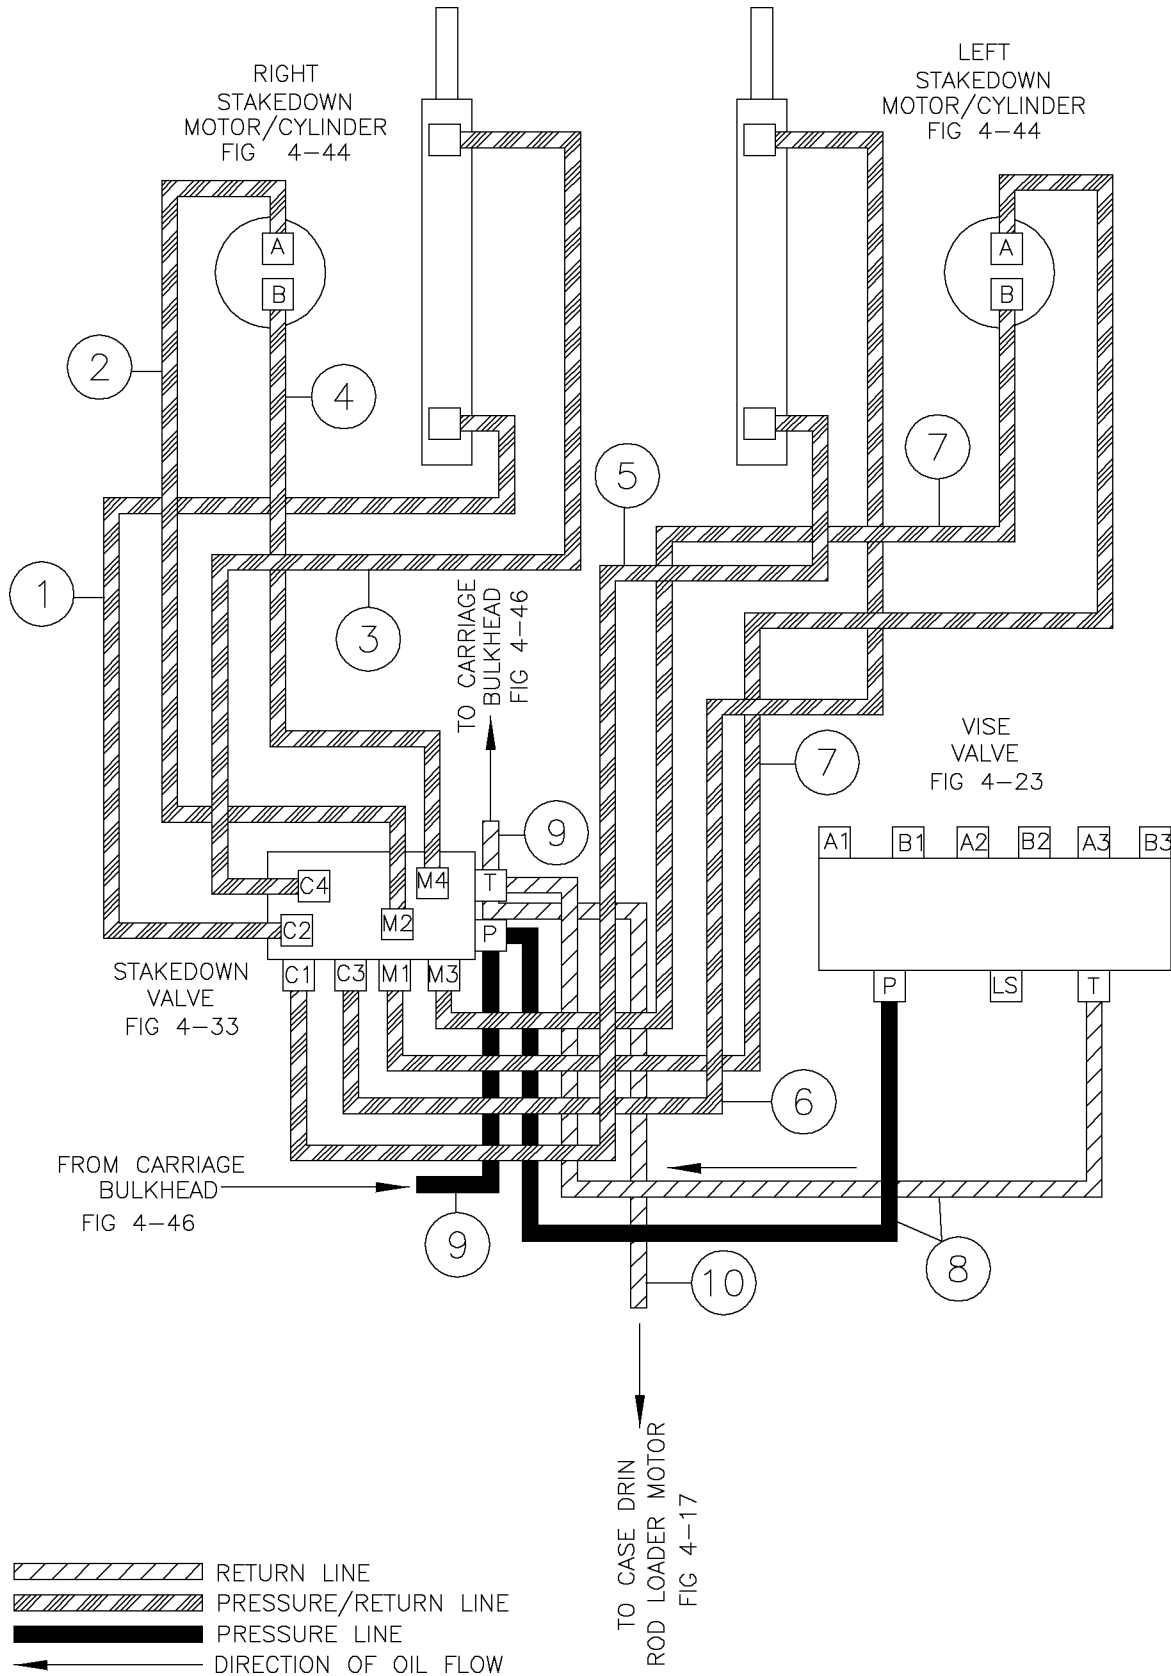 RIGHT
STAKEDOWN
MOTOR/CYLINDER
FIG 4-44
LEFT
STAKEDOWN
MOTOR/CYLINDER
FIG 4-44
A
B
A
B
2
4
7
5
1
3
TO CARRIAGE
BULKHEAD
FIG 4-46
VISE
VALVE
FIG 4-23
7
9
A1
B1
A2
B2
A3
B3
C4
M4
T
C2
M2
P
C1
C3
M1
M3
STAKEDOWN
VALVE
FIG 4-33
P
LS
T
6
FROM CARRIAGE
BULKHEAD
FIG 4-46
9
8
10
TO CASE DRIN
ROD LOADER MOTOR
FIG 4-17
RETURN LINE
PRESSURE/RETURN LINE
PRESSURE LINE
DIRECTION OF OIL FLOW